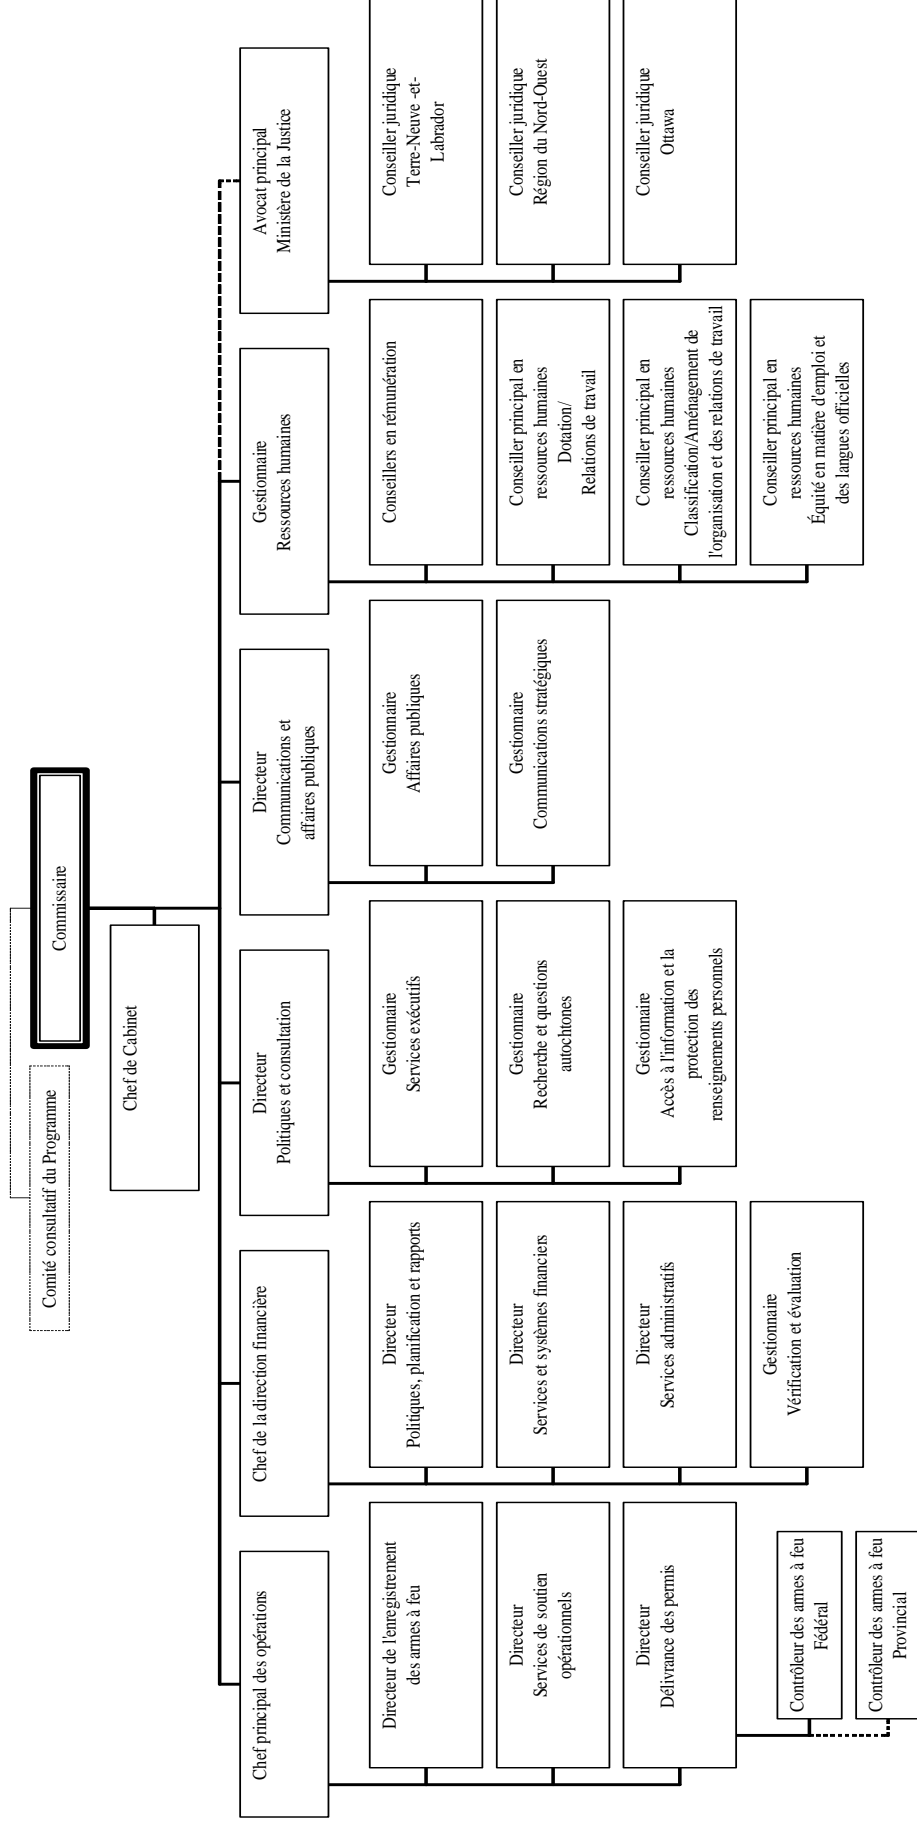 Comité consultatif du Programme
Commissaire
Chef de Cabinet
Chef principal des opérations
Directeur de l'enregistrement
des armes à feu
Directeur
Services de soutien
opérationnels
Directeur
Délivrance des permis
Contrôleur des armes à feu
Fédéral
Contrôleur des armes à feu
Provincial
Chef de la direction financière
Directeur
Politiques, planification et rapports
Directeur
Services et systèmes financiers
Directeur
Services administratifs
Gestionnaire
Vérification et évaluation
Directeur
Politiques et consultation
Gestionnaire
Services exécutifs
Gestionnaire
Recherche et questions
autochtones
Gestionnaire
Accès à l'information et la
protection des
renseignements personnels
Directeur
Communications et
affaires publiques
Gestionnaire
Affaires publiques
Gestionnaire
Communications stratégiques
Gestionnaire
Ressources humaines
Conseillers en rémunération
Conseiller principal en
ressources humaines
Dotation/
Relations de travail
Conseiller principal en
ressources humaines
Classification/Aménagement de
l'organisation et des relations de travail
Conseiller principal en
ressources humaines
Équité en matière d'emploi et
des langues officielles
Avocat principal
Ministère de la Justice
Conseiller juridique
Terre-Neuve -et-
Labrador
Conseiller juridique
Région du Nord-Ouest
Conseiller juridique
Ottawa